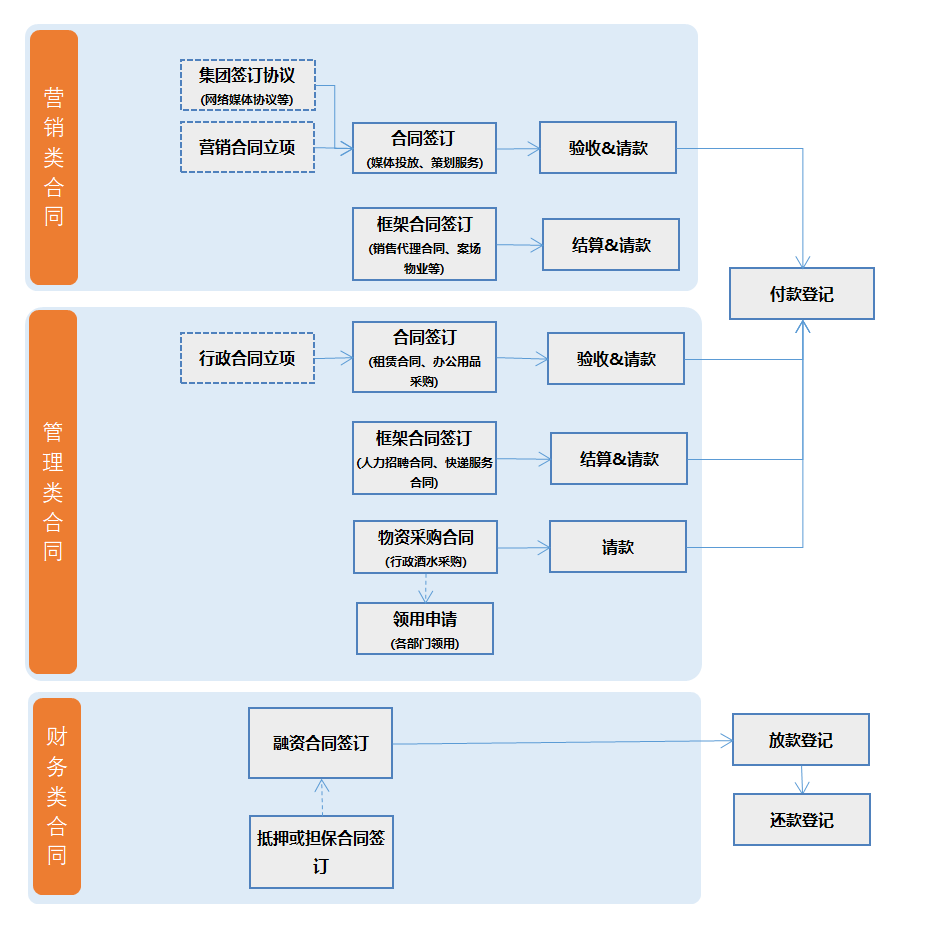 营销类合同
集团签订协议
(网络媒体协议等)
营销合同立项
合同签订
(媒体投放、策划服务)
验收&请款
框架合同签订
(销售代理合同、案场
物业等)
结算&请款
付款登记
管理类合同
行政合同立项
合同签订
(租赁合同、办公用品
采购)
验收&请款
框架合同签订
(人力招聘合同、快递服务
合同)
结算&请款
物资采购合同
(行政酒水采购)
请款
领用申请
(各部门领用)
财务类合同
融资合同签订
放款登记
抵押或担保合同签
订
还款登记